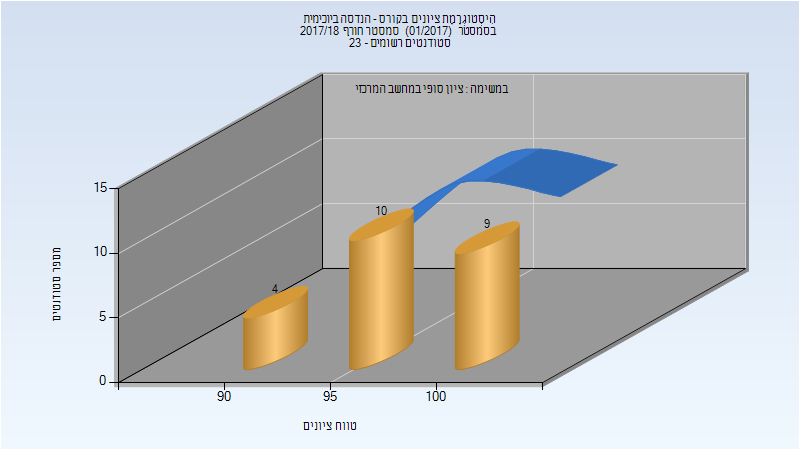 היסטוגרמת ציונים בקורס - הנדסה ביוכימית
בסמסטר (01/2017) סמסטר חורף 2017/18
סטודנטים רשומים - 23
במשימה : ציון סופי במחשב המרכזי
15
10
5
0
מספר סטודנטים
4
10
9
90
95
100
טווח ציונים